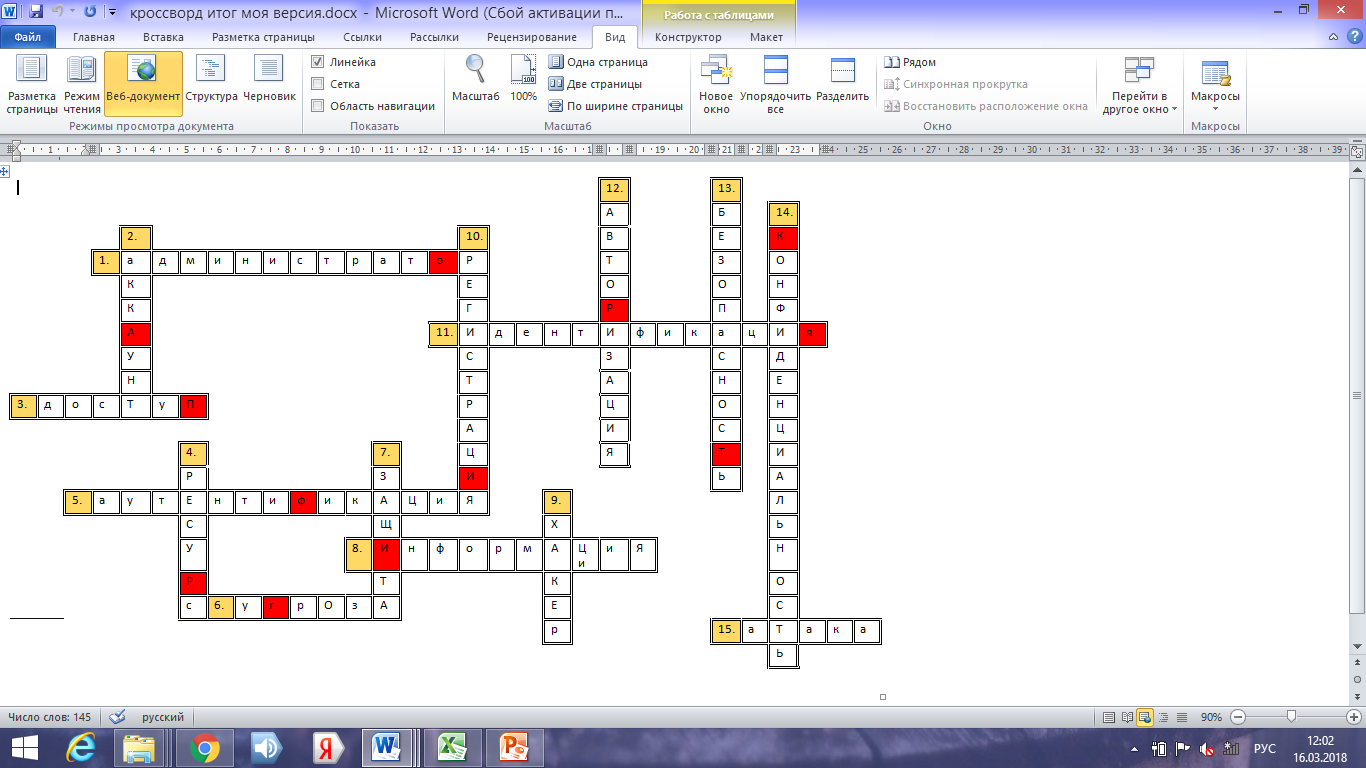 кроссворд итог моя версия.docx - Microsoft Word (Сбой активации п...
Работа с таблицами
Файл Главная Вставка Разметка страницы Ссылки Рассылки Рецензирование Вид Конструктор Макет
Разметка страницы
Режим чтения
Веб-документ
Структура
Черновик
Режимы просмотра документа
Линейка
Сетка
Область навигации
Показать
Масштаб
100%
Одна страница
Две страницы
По ширине страницы
Масштаб
Новое окно
Упорядочить все
Разделить
Рядом
Синхронная прокрутка
Восстановить расположение окна
Окно
Перейти в другое окно
Макросы
Макросы
12. 13.
А Б 14.
2. 10. В Е К
1. а д м и н и с т р а т о Р Т З О
К Е О О Н
К Г Р П Ф
А 11. И д е н т И ф и к а ц И я
У С З С Д
Н Т А Н Е
3. д о с Т у П Р Ц О Н
А И С Ц
4. 7. Ц Я Т И
Р З И Ь А
5. а у т Е н т и ф и к А Ц и Я 9. Л
С Щ Х Ь
У 8. И н ф о р м А Ци и Я Н
Р Т К О
с 6. у г р О з А Е С
р 15. а Т а к а
Ь
Число слов: 145 русский 90%
РУС
12:02
16.03.2018